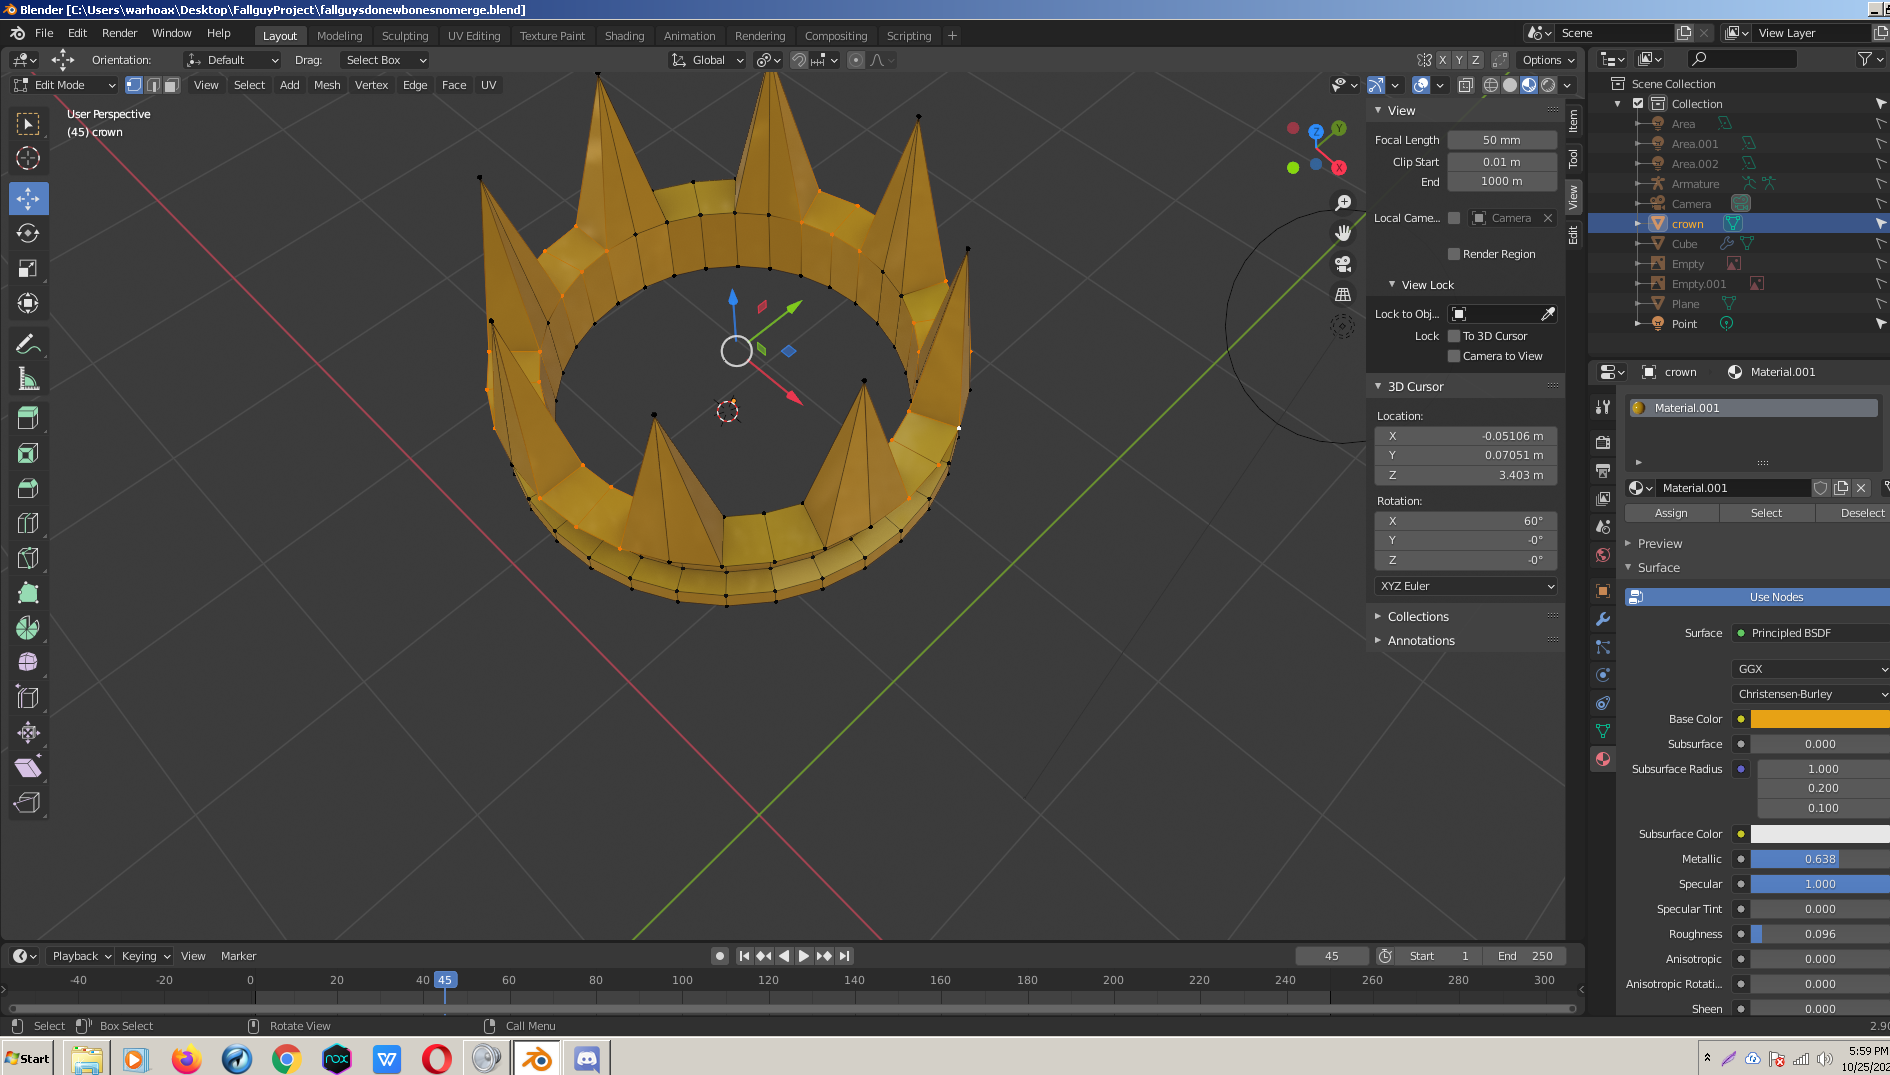 Blender [C:\Users\warhoax\Desktop\FallguyProject\fallguysdonewbonesnomerge.blend]
File Edit Render Window Help Layout Modeling Sculpting UV Editing Texture Paint Shading Animation Rendering Compositing Scripting + Scene View Layer
Orientation: Default Drag: Select Box Global X Y Z Options
Edit Mode View Select Add Mesh Vertex Edge Face UV
User Perspective
(45) crown
Z Y X
View
Focal Length 50 mm
Clip Start 0.01 m
End 1000 m
Local Came... Camera
Render Region
View Lock
Lock to Obj...
Lock To 3D Cursor
Camera to View
3D Cursor
Location:
X -0.05106 m
Y 0.07051 m
Z 3.403 m
Rotation:
X 60°
Y -0°
Z -0°
XYZ Euler
Collections
Annotations
Item
Tool
View
Edit
Scene Collection
Collection
Area
Area.001
Area.002
Armature
Camera
crown
Cube
Empty
Empty.001
Plane
Point
crown Material.001
Material.001
Material.001
Assign Select Deselect
Preview
Surface
Use Nodes
Surface Principled BSDF
GGX
Christensen-Burley
Base Color
Subsurface 0.000
Subsurface Radius 1.000
0.200
0.100
Subsurface Color
Metallic 0.638
Specular 1.000
Specular Tint 0.000
Roughness 0.096
Anisotropic 0.000
Anisotropic Rotati... 0.000
Sheen 0.000
Playback Keying View Marker 45 Start 1 End 250
-40 -20 0 20 40 45 60 80 100 120 140 160 180 200 220 240 260 280 300
Select Box Select Rotate View Call Menu 2.90
Start nox W 5:59 PM
10/25/202